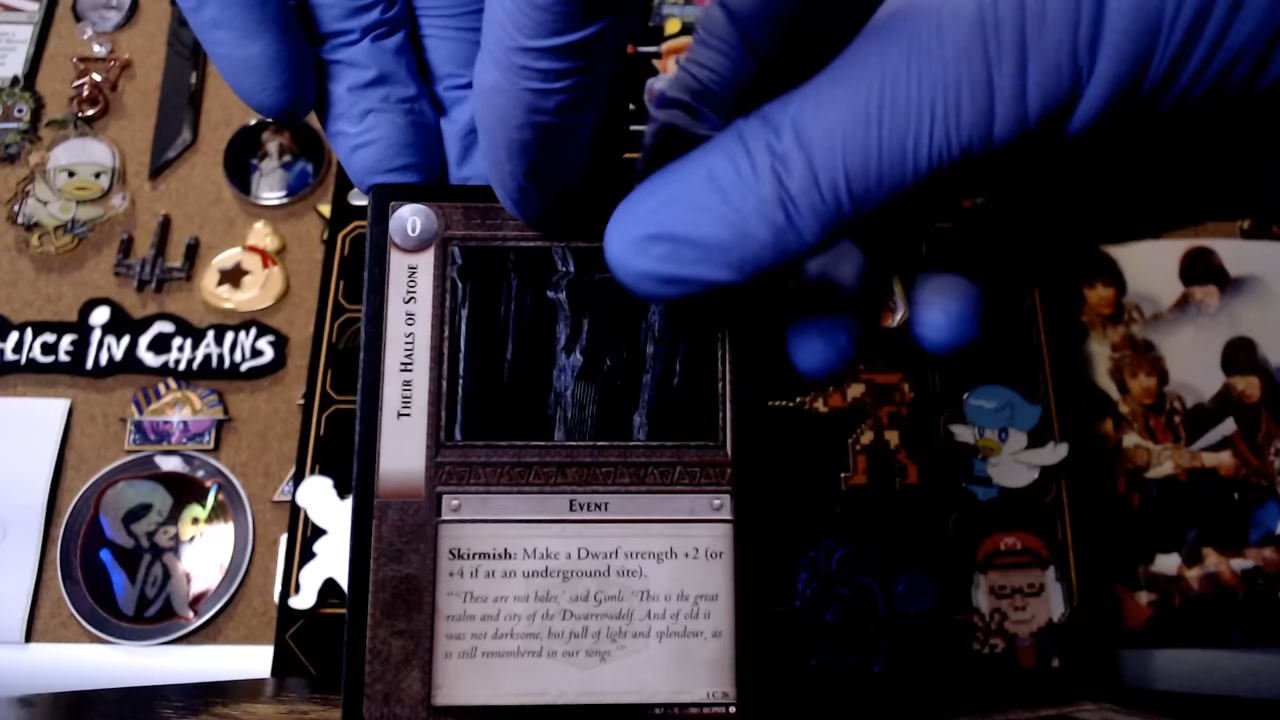 0
THEIR HALLS OF STONE
LICE IN CHAINS
EVENT
Skirmish: Make a Dwarf strength +2 (or
+4 if at an underground site).
"'These are not holes,' said Gimli. 'This is the great
realm and city of the Dwarrowdelf. And of old it
was not darksome, but full of light and splendour, as
is still remembered in our songs.'"
1 C 26